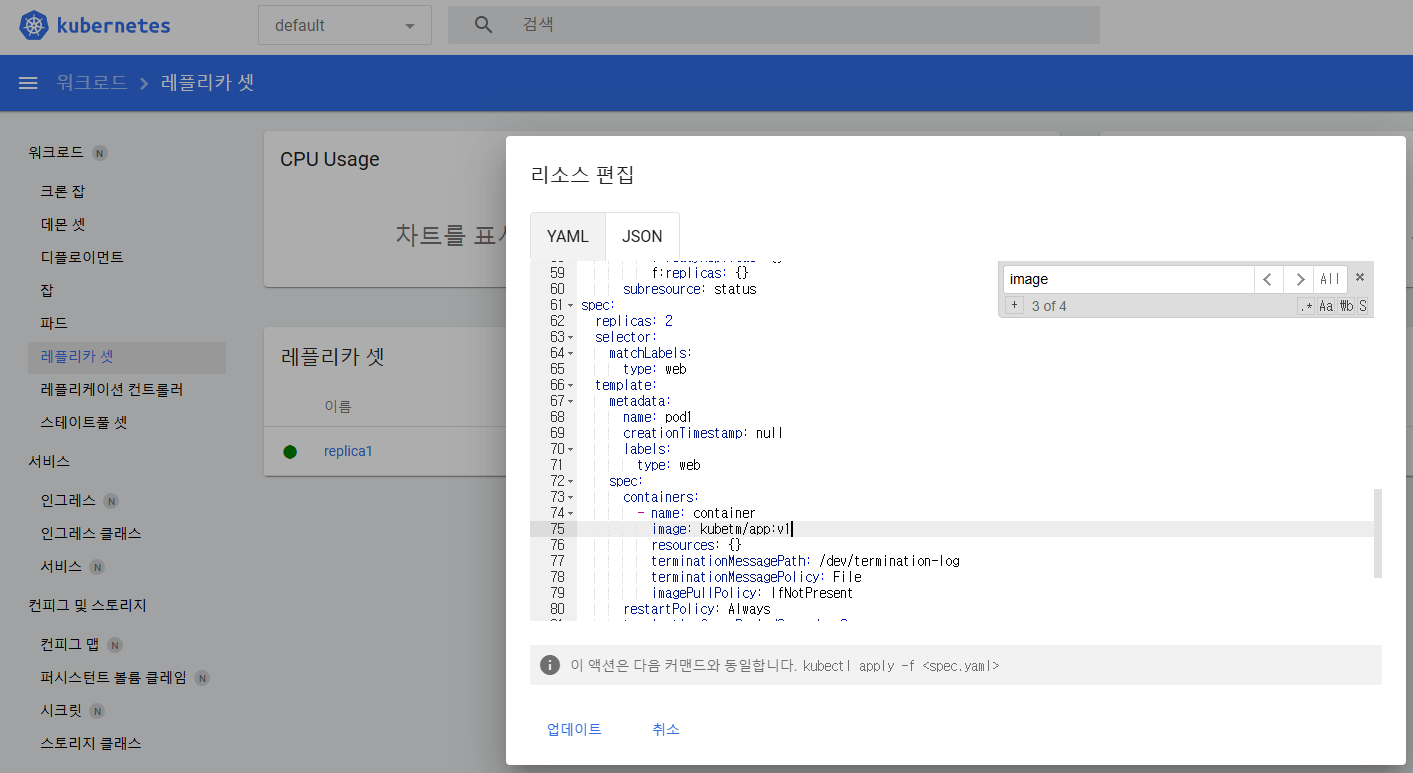 kubernetes
default
검색
워크로드 > 레플리카 셋
워크로드 N
크론 잡
데몬 셋
디플로이먼트
잡
파드
레플리카 셋
레플리케이션 컨트롤러
스테이트풀 셋
서비스
인그레스 N
인그레스 클래스
서비스 N
컨피그 및 스토리지
컨피그 맵 N
퍼시스턴트 볼륨 클레임 N
시크릿 N
스토리지 클래스
CPU Usage
차트를
레플리카 셋
이름
replica1
리소스 편집
YAML
JSON
59 f:replicas: {}
60 subresource: status
61 spec:
62 replicas: 2
63 selector:
64 matchLabels:
65 type: web
66 template:
67 metadata:
68 name: pod1
69 creationTimestamp: null
70 labels:
71 type: web
72 spec:
73 containers:
74 - name: container
75 image: kubetm/app:v1
76 resources: {}
77 terminationMessagePath: /dev/termination-log
78 terminationMessagePolicy: File
79 imagePullPolicy: IfNotPresent
80 restartPolicy: Always
image
All
+ 3 of 4
.* Aa \b S
이 액션은 다음 커맨드와 동일합니다. kubectl apply -f <spec.yaml>
업데이트
취소